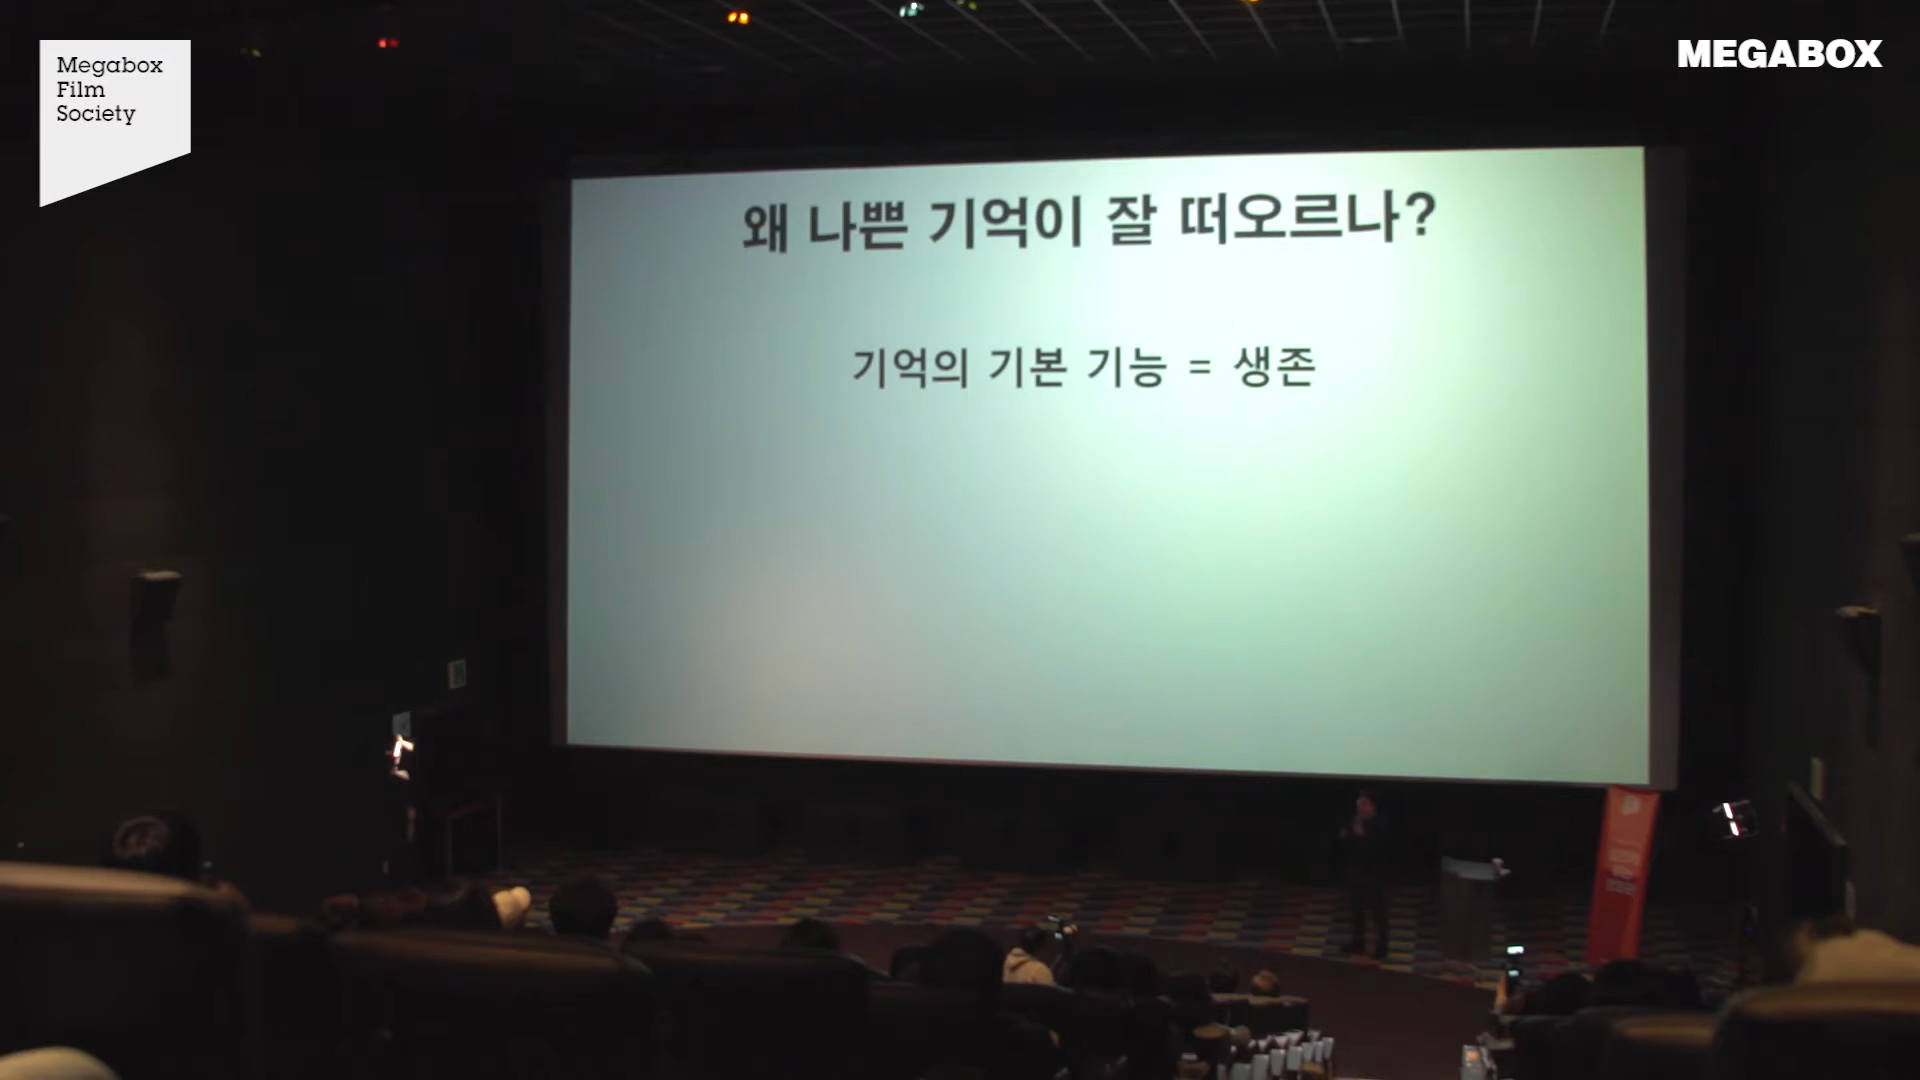 Megabox
Film
Society
MEGABOX
왜 나쁜 기억이 잘 떠오르나?
기억의 기본 기능 = 생존